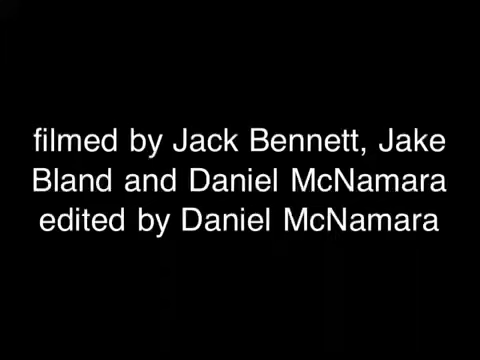 filmed by Jack Bennett, Jake
Bland and Daniel McNamara
edited by Daniel McNamara